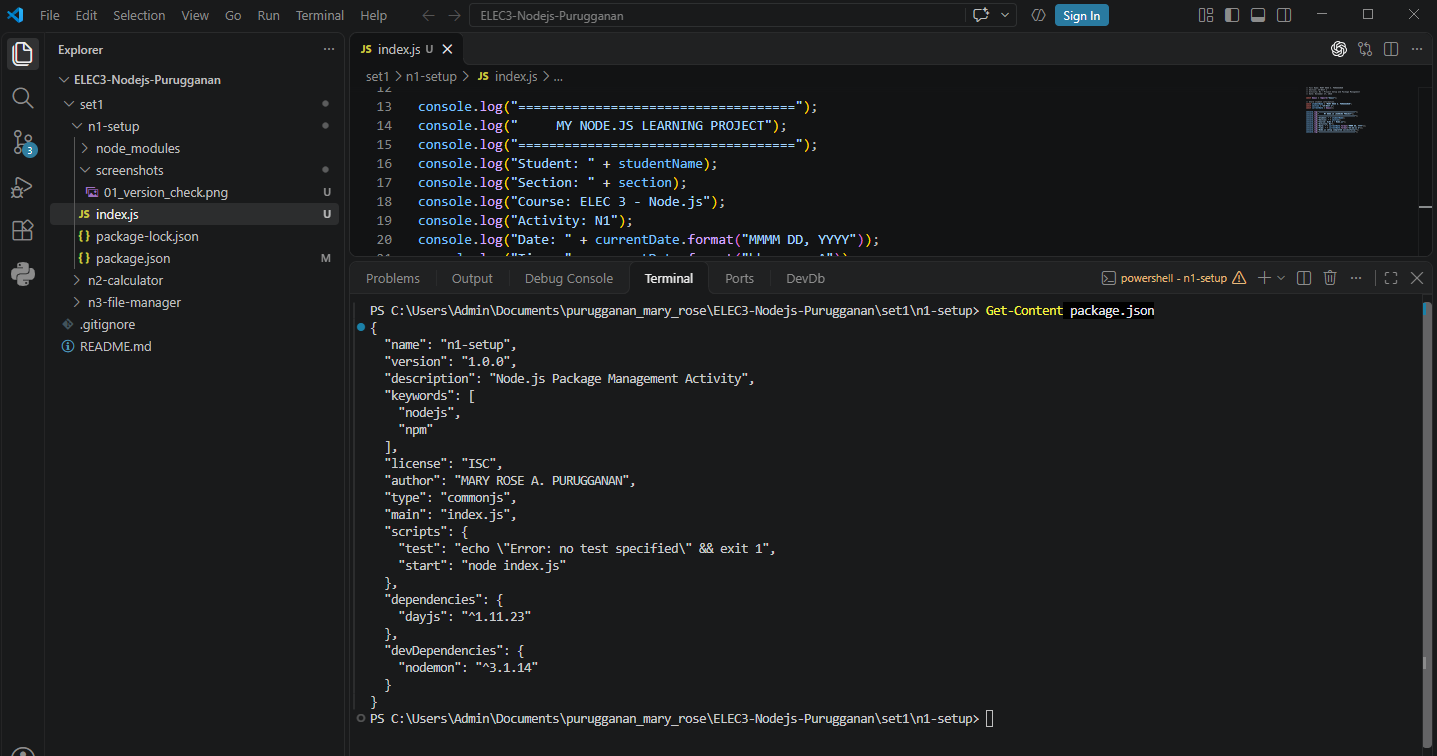 File Edit Selection View Go Run Terminal Help
ELEC3-Nodejs-Purugganan
Sign In
Explorer
ELEC3-Nodejs-Purugganan
set1
n1-setup
node_modules
screenshots
01_version_check.png U
JS index.js U
{} package-lock.json
{} package.json M
n2-calculator
n3-file-manager
.gitignore
README.md
3
JS index.js U
set1 > n1-setup > JS index.js > ...
12
13 console.log("====================================");
14 console.log("     MY NODE.JS LEARNING PROJECT");
15 console.log("====================================");
16 console.log("Student: " + studentName);
17 console.log("Section: " + section);
18 console.log("Course: ELEC 3 - Node.js");
19 console.log("Activity: N1");
20 console.log("Date: " + currentDate.format("MMMM DD, YYYY"));
Problems Output Debug Console Terminal Ports DevDb
powershell - n1-setup
PS C:\Users\Admin\Documents\purugganan_mary_rose\ELEC3-Nodejs-Purugganan\set1\n1-setup> Get-Content package.json
{
  "name": "n1-setup",
  "version": "1.0.0",
  "description": "Node.js Package Management Activity",
  "keywords": [
    "nodejs",
    "npm"
  ],
  "license": "ISC",
  "author": "MARY ROSE A. PURUGGANAN",
  "type": "commonjs",
  "main": "index.js",
  "scripts": {
    "test": "echo \"Error: no test specified\" && exit 1",
    "start": "node index.js"
  },
  "dependencies": {
    "dayjs": "^1.11.23"
  },
  "devDependencies": {
    "nodemon": "^3.1.14"
  }
}
PS C:\Users\Admin\Documents\purugganan_mary_rose\ELEC3-Nodejs-Purugganan\set1\n1-setup>